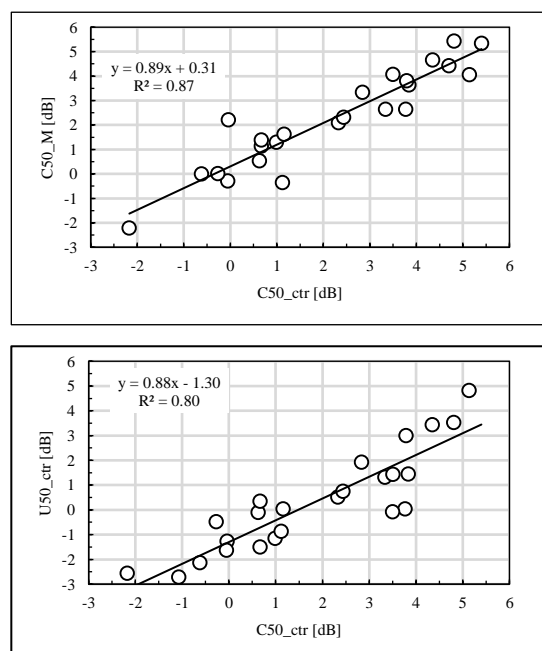 6
5
4
3
2
1
0
-1
-2
-3
y = 0.89x + 0.31
R² = 0.87
C50_M [dB]
-3 -2 -1 0 1 2 3 4 5 6
C50_ctr [dB]
6
5
4
3
2
1
0
-1
-2
-3
y = 0.88x - 1.30
R² = 0.80
U50_ctr [dB]
-3 -2 -1 0 1 2 3 4 5 6
C50_ctr [dB]